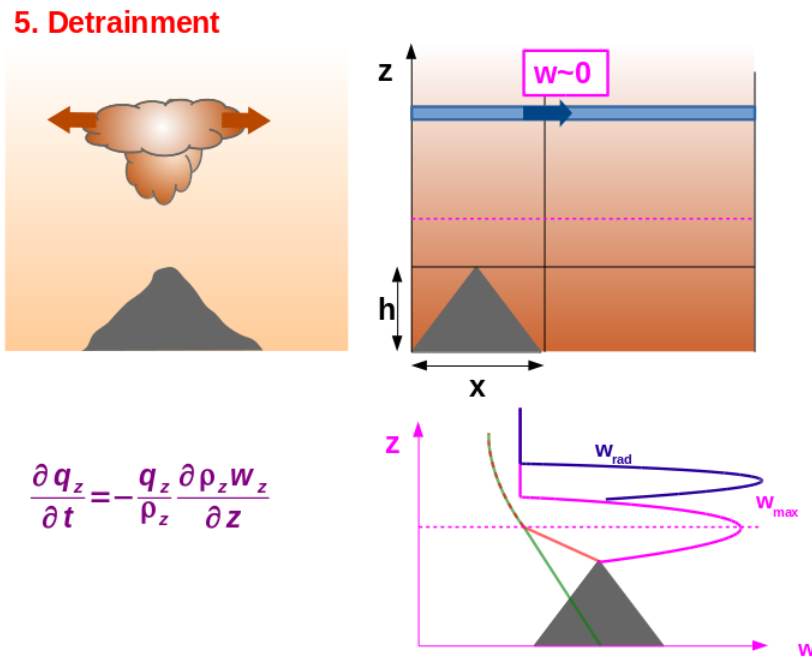 5. Detrainment
z
w~0
h
x
∂q_z/∂t = − q_z/ρ_z ∂ρ_z w_z/∂z
z
w_rad
w_max
w